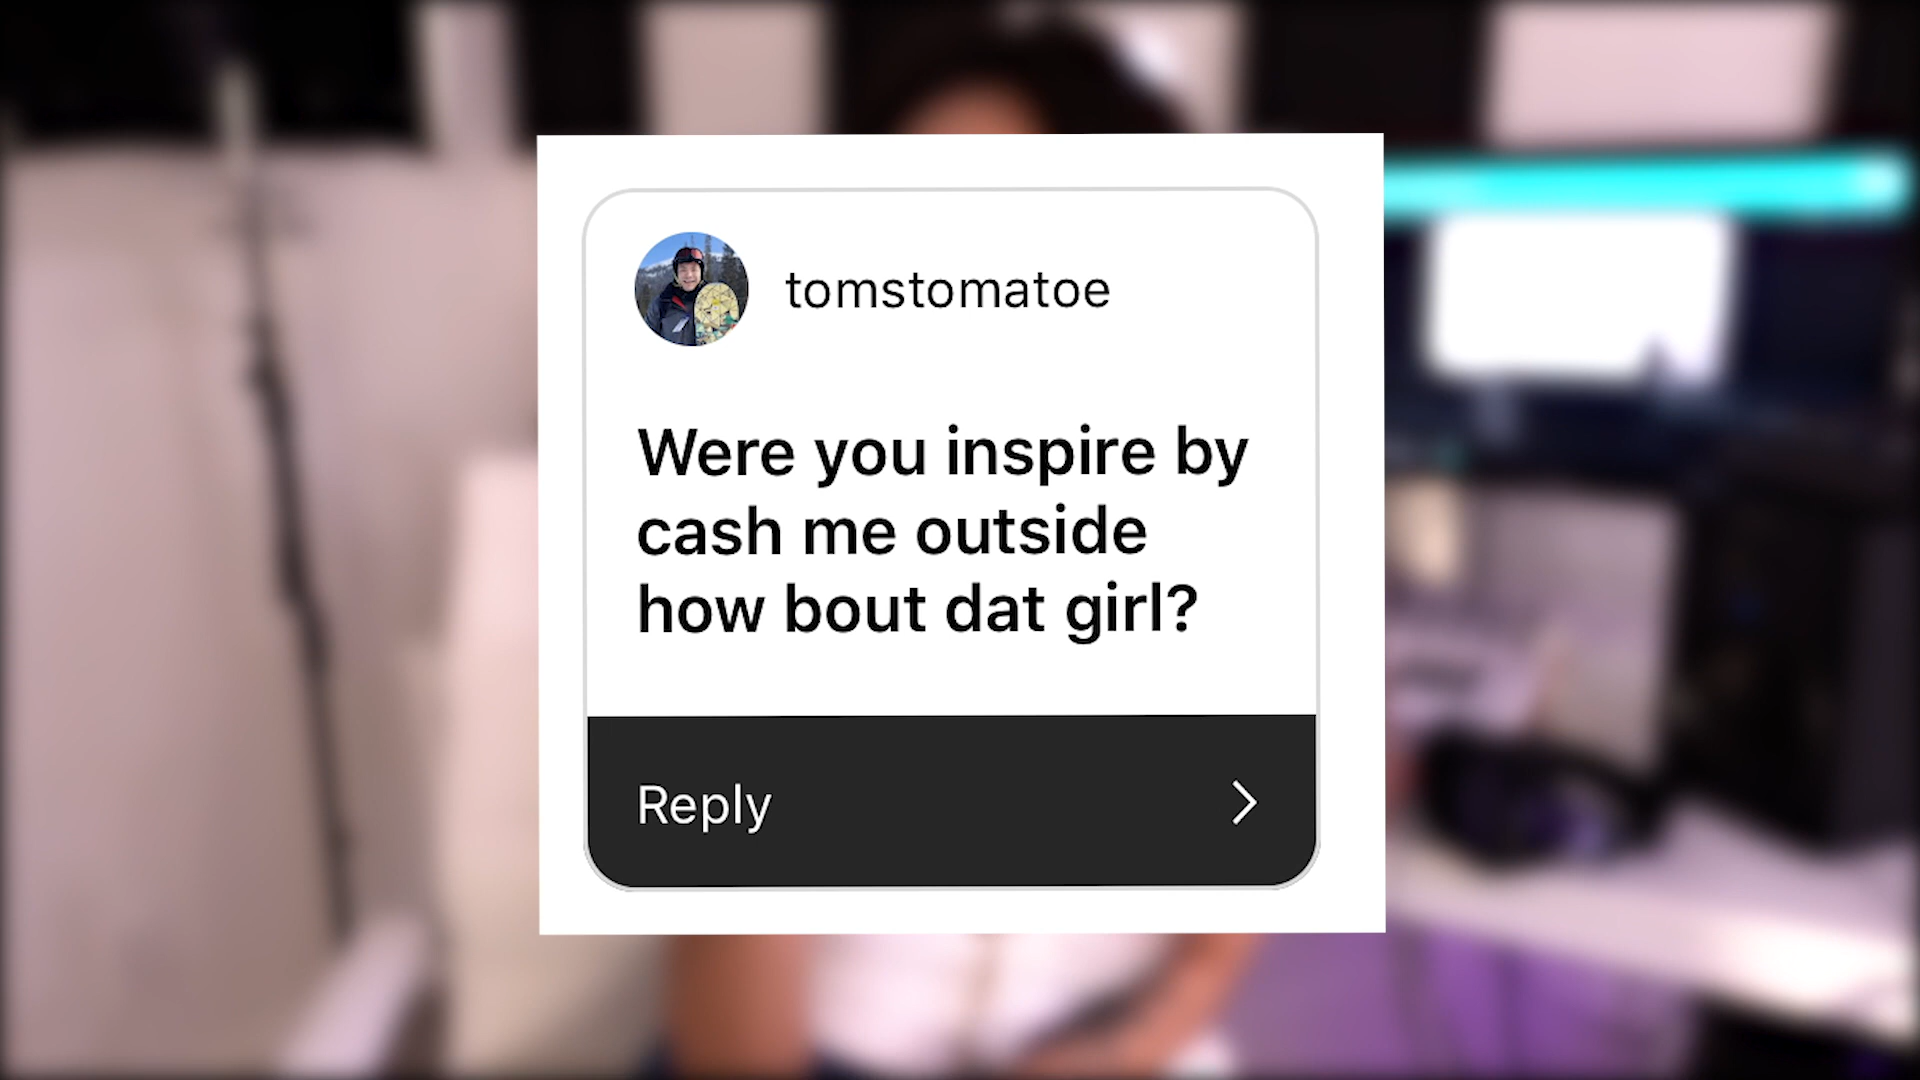 tomstomatoe
Were you inspire by
cash me outside
how bout dat girl?
Reply